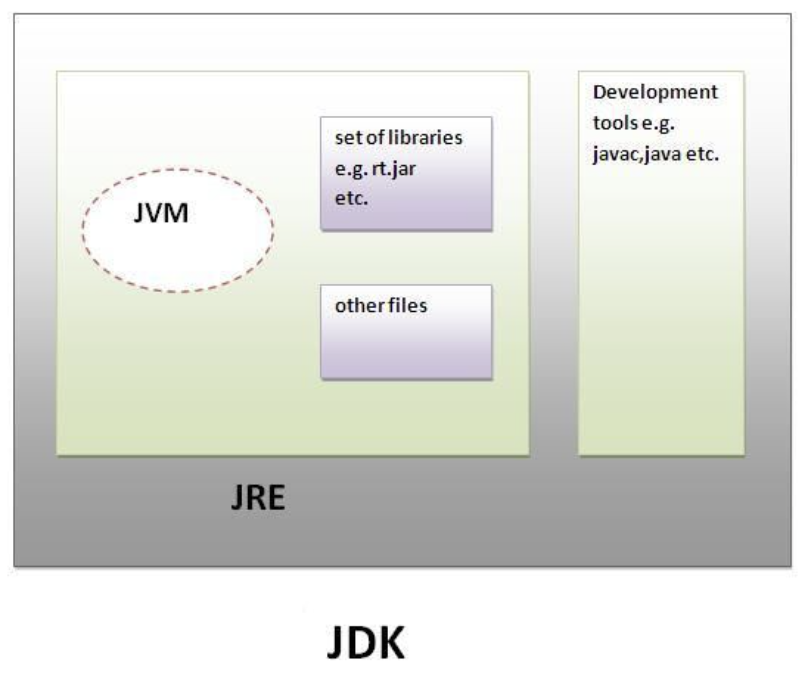 JVM
set of libraries
e.g. rt.jar
etc.
other files
Development
tools e.g.
javac,java etc.
JRE
JDK